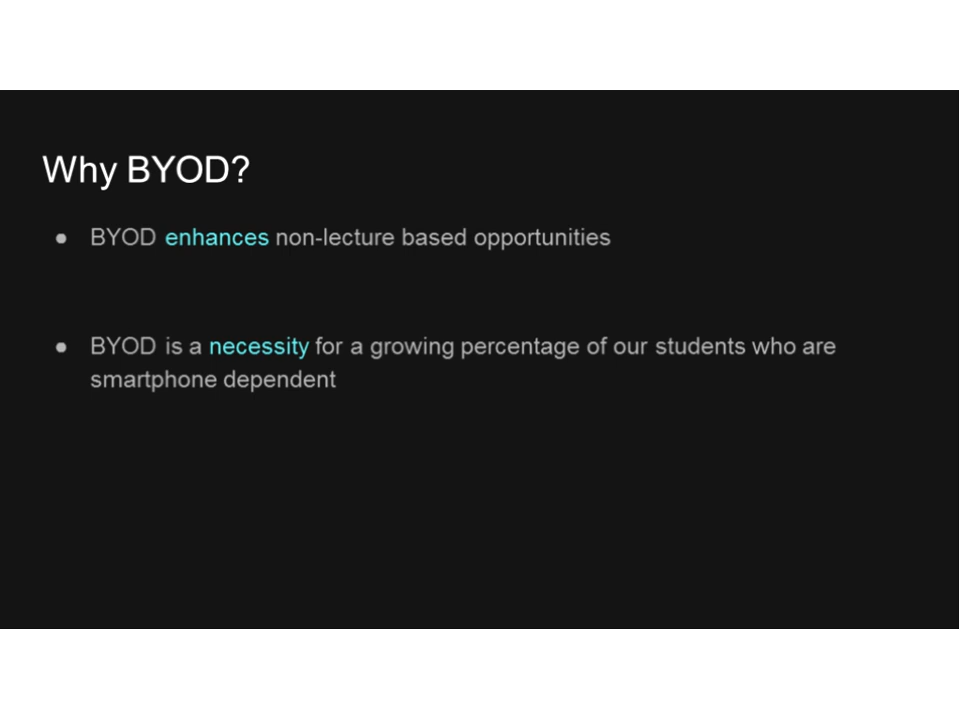 Why BYOD?
● BYOD enhances non-lecture based opportunities
● BYOD is a necessity for a growing percentage of our students who are
smartphone dependent